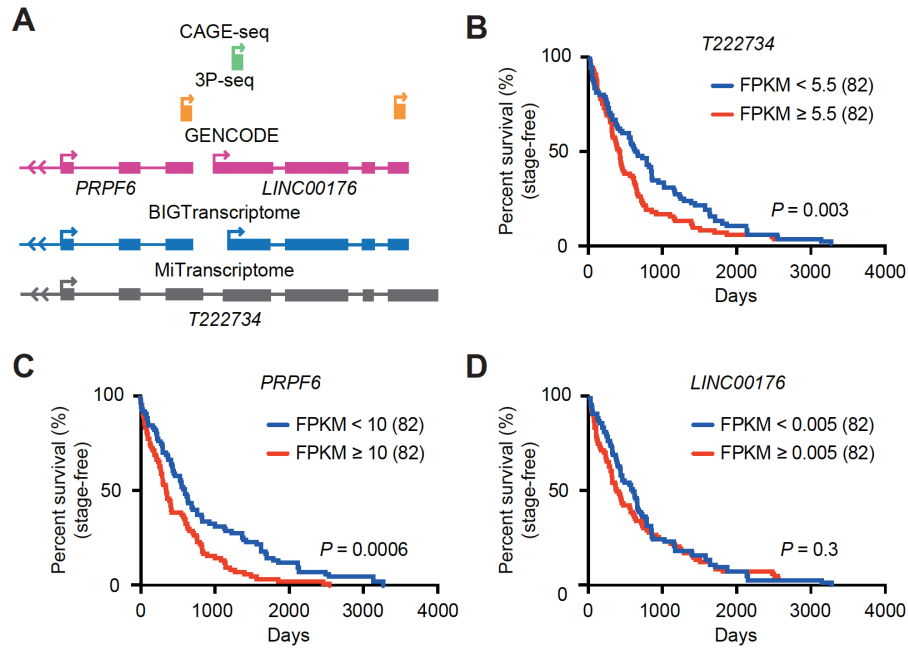 A
CAGE-seq
3P-seq
GENCODE
PRPF6 LINC00176
BIGTranscriptome
MiTranscriptome
T222734
B
T222734
FPKM < 5.5 (82)
FPKM ≥ 5.5 (82)
P = 0.003
Percent survival (%)
(stage-free)
100
50
0
0 1000 2000 3000 4000
Days
C
PRPF6
FPKM < 10 (82)
FPKM ≥ 10 (82)
P = 0.0006
Percent survival (%)
(stage-free)
100
50
0
0 1000 2000 3000 4000
Days
D
LINC00176
FPKM < 0.005 (82)
FPKM ≥ 0.005 (82)
P = 0.3
Percent survival (%)
(stage-free)
100
50
0
0 1000 2000 3000 4000
Days